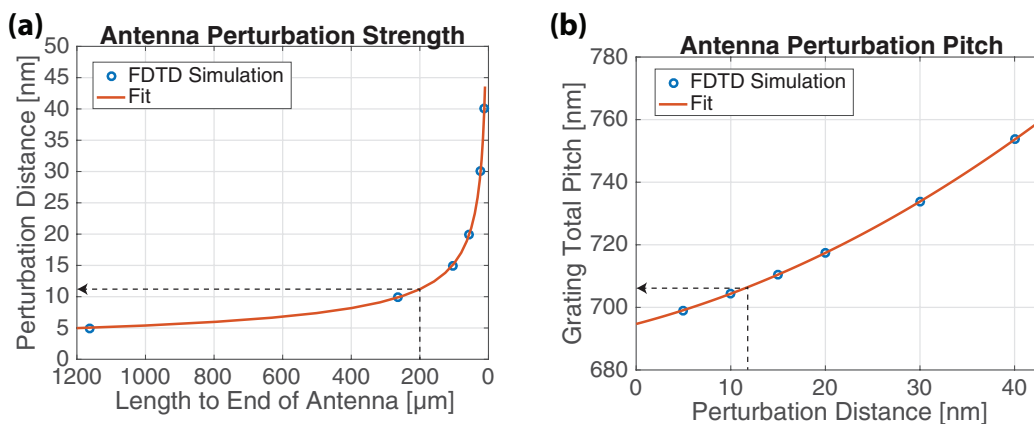 (a)
Antenna Perturbation Strength
Perturbation Distance [nm]
50
45
40
35
30
25
20
15
10
5
0
FDTD Simulation
Fit
1200 1000 800 600 400 200 0
Length to End of Antenna [µm]
(b)
Antenna Perturbation Pitch
Grating Total Pitch [nm]
780
760
740
720
700
680
FDTD Simulation
Fit
0 10 20 30 40
Perturbation Distance [nm]